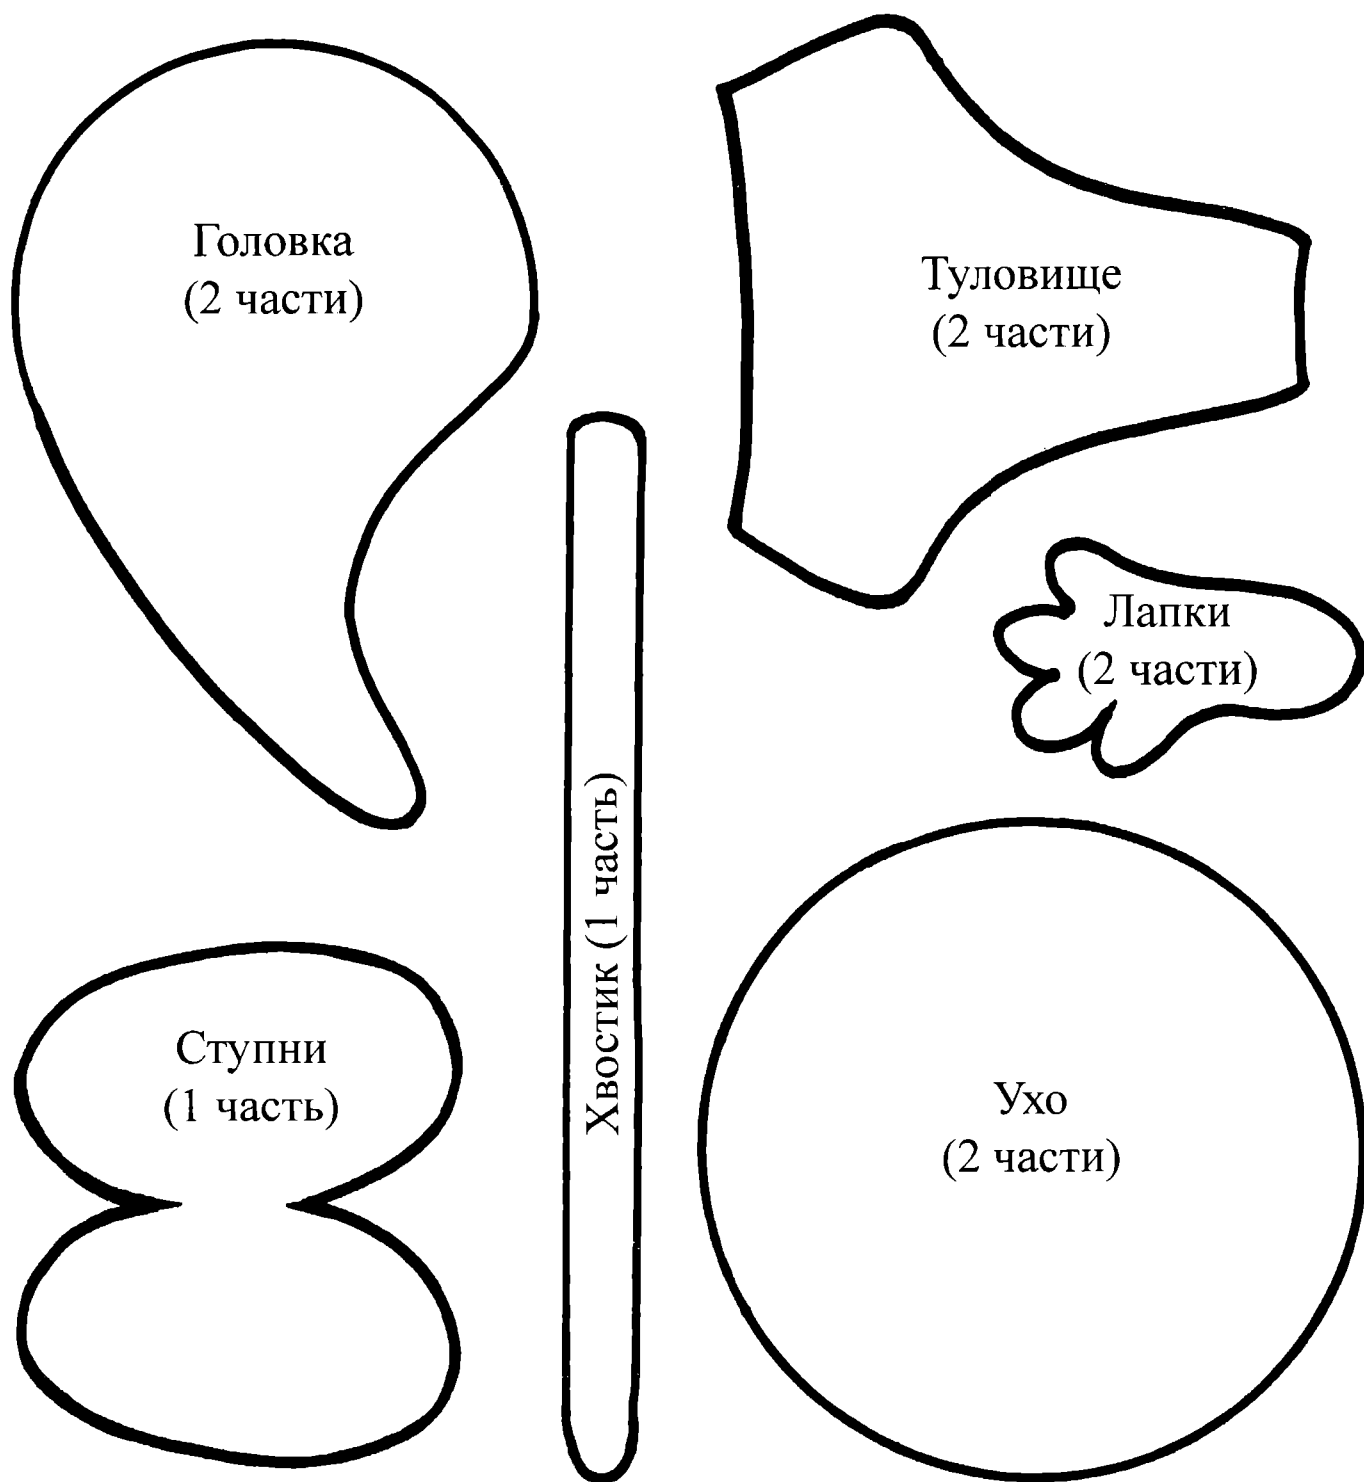 Головка
(2 части)
Туловище
(2 части)
Лапки
(2 части)
Хвостик (1 часть)
Ступни
(1 часть)
Ухо
(2 части)